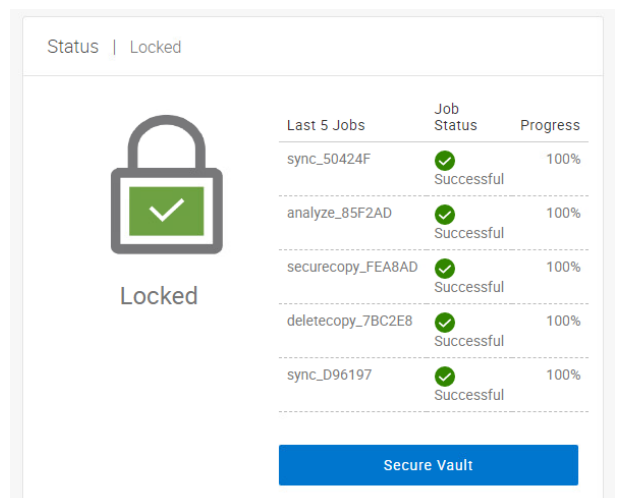 Status | Locked
Last 5 Jobs Job Status Progress
sync_50424F Successful 100%
analyze_85F2AD Successful 100%
securecopy_FEA8AD Successful 100%
deletecopy_7BC2E8 Successful 100%
sync_D96197 Successful 100%
Locked
Secure Vault